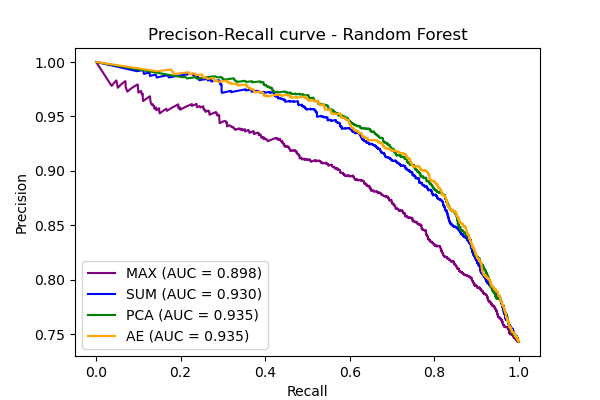 Precison-Recall curve - Random Forest
Precision
1.00
0.95
0.90
0.85
0.80
0.75
MAX (AUC = 0.898)
SUM (AUC = 0.930)
PCA (AUC = 0.935)
AE (AUC = 0.935)
0.0 0.2 0.4 0.6 0.8 1.0
Recall